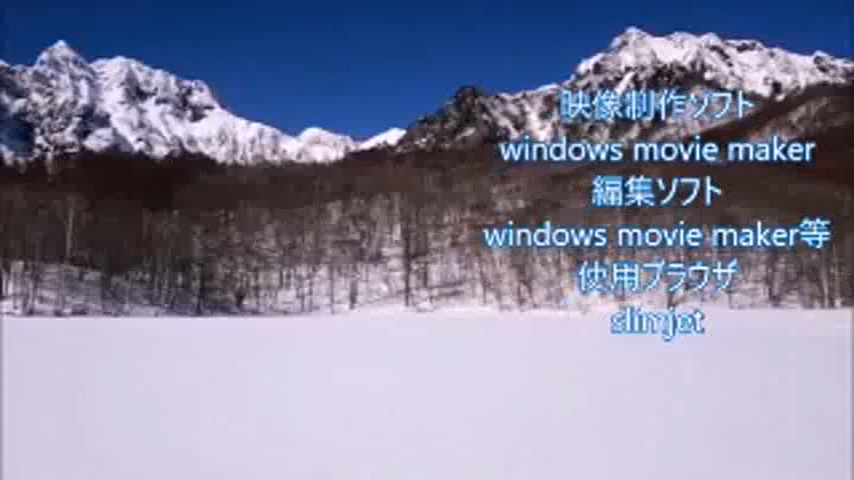 映像制作ソフト
windows movie maker
編集ソフト
windows movie maker等
使用ブラウザ
slimjet